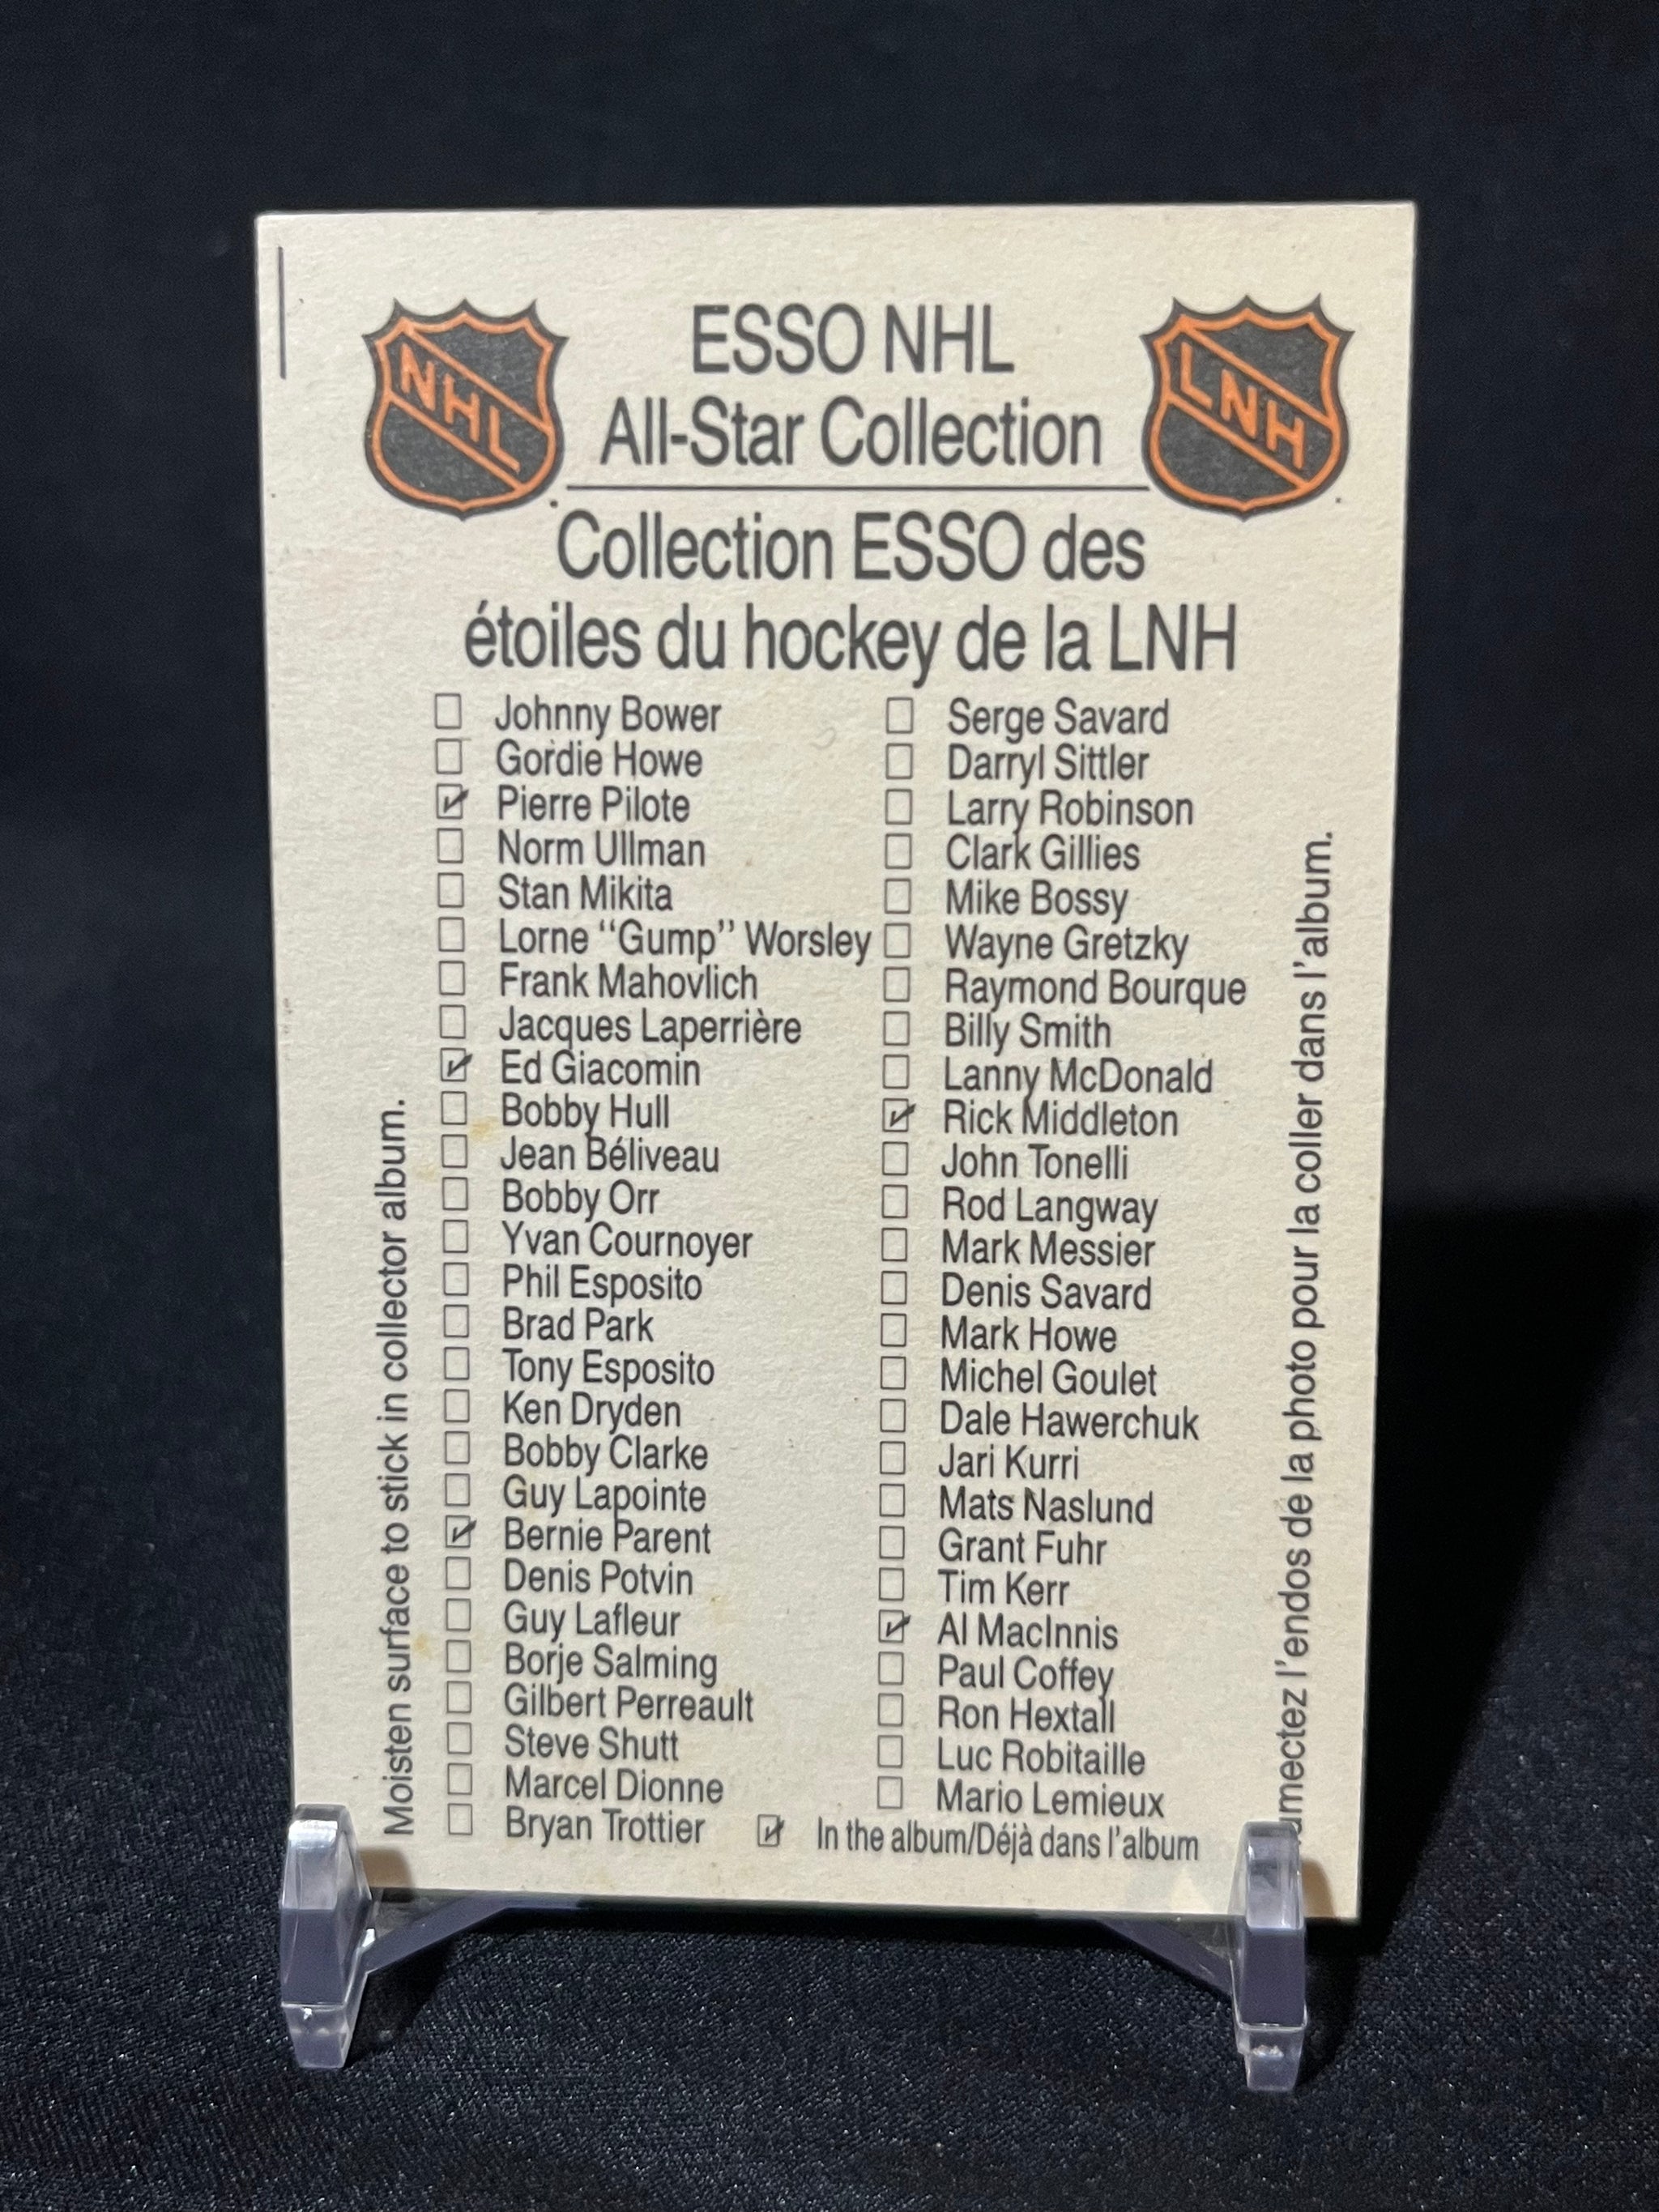 NHL
ESSO NHL
All-Star Collection
LNH
Collection ESSO des
étoiles du hockey de la LNH
☐ Johnny Bower
☐ Gordie Howe
☑ Pierre Pilote
☐ Norm Ullman
☐ Stan Mikita
☐ Lorne "Gump" Worsley
☐ Frank Mahovlich
☐ Jacques Laperrière
☑ Ed Giacomin
☐ Bobby Hull
☐ Jean Béliveau
☐ Bobby Orr
☐ Yvan Cournoyer
☐ Phil Esposito
☐ Brad Park
☐ Tony Esposito
☐ Ken Dryden
☐ Bobby Clarke
☐ Guy Lapointe
☑ Bernie Parent
☐ Denis Potvin
☐ Guy Lafleur
☐ Borje Salming
☐ Gilbert Perreault
☐ Steve Shutt
☐ Marcel Dionne
☐ Bryan Trottier
☐ Serge Savard
☐ Darryl Sittler
☐ Larry Robinson
☐ Clark Gillies
☐ Mike Bossy
☐ Wayne Gretzky
☐ Raymond Bourque
☐ Billy Smith
☐ Lanny McDonald
☑ Rick Middleton
☐ John Tonelli
☐ Rod Langway
☐ Mark Messier
☐ Denis Savard
☐ Mark Howe
☐ Michel Goulet
☐ Dale Hawerchuk
☐ Jari Kurri
☐ Mats Naslund
☐ Grant Fuhr
☐ Tim Kerr
☑ Al MacInnis
☐ Paul Coffey
☐ Ron Hextall
☐ Luc Robitaille
☐ Mario Lemieux
☑ In the album/Déjà dans l'album
Moisten surface to stick in collector album.
l'endos de la photo pour la coller dans l'album.